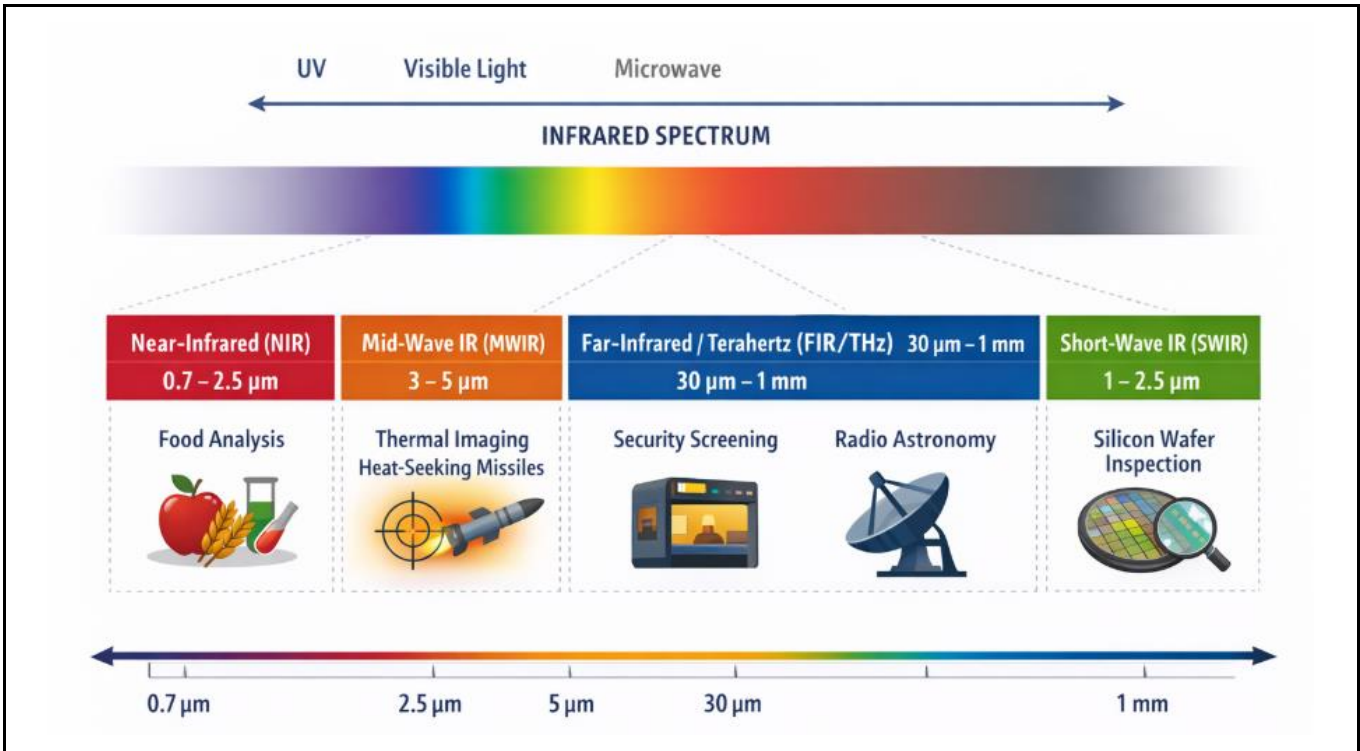 UV Visible Light Microwave
INFRARED SPECTRUM
Near-Infrared (NIR)
0.7 – 2.5 µm
Mid-Wave IR (MWIR)
3 – 5 µm
Far-Infrared / Terahertz (FIR/THz) 30 µm – 1 mm
30 µm – 1 mm
Short-Wave IR (SWIR)
1 – 2.5 µm
Food Analysis
Thermal Imaging
Heat-Seeking Missiles
Security Screening
Radio Astronomy
Silicon Wafer
Inspection
0.7 µm 2.5 µm 5 µm 30 µm 1 mm